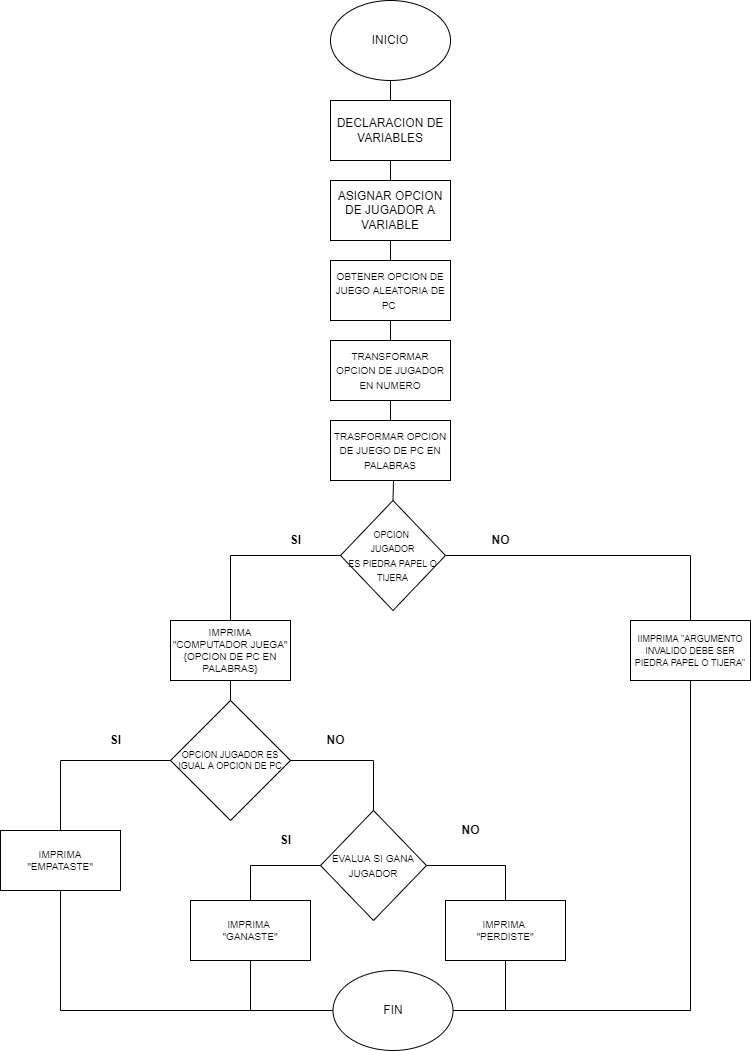 INICIO
DECLARACION DE
VARIABLES
ASIGNAR OPCION
DE JUGADOR A
VARIABLE
OBTENER OPCION DE
JUEGO ALEATORIA DE
PC
TRANSFORMAR
OPCION DE JUGADOR
EN NUMERO
TRASFORMAR OPCION
DE JUEGO DE PC EN
PALABRAS
OPCION
JUGADOR
ES PIEDRA PAPEL O
TIJERA
SI
NO
IMPRIMA
"COMPUTADOR JUEGA"
{OPCION DE PC EN
PALABRAS}
IIMPRIMA "ARGUMENTO
INVALIDO DEBE SER
PIEDRA PAPEL O TIJERA"
OPCION JUGADOR ES
IGUAL A OPCION DE PC
SI
NO
IMPRIMA
"EMPATASTE"
EVALUA SI GANA
JUGADOR
SI
NO
IMPRIMA
"GANASTE"
IMPRIMA
"PERDISTE"
FIN